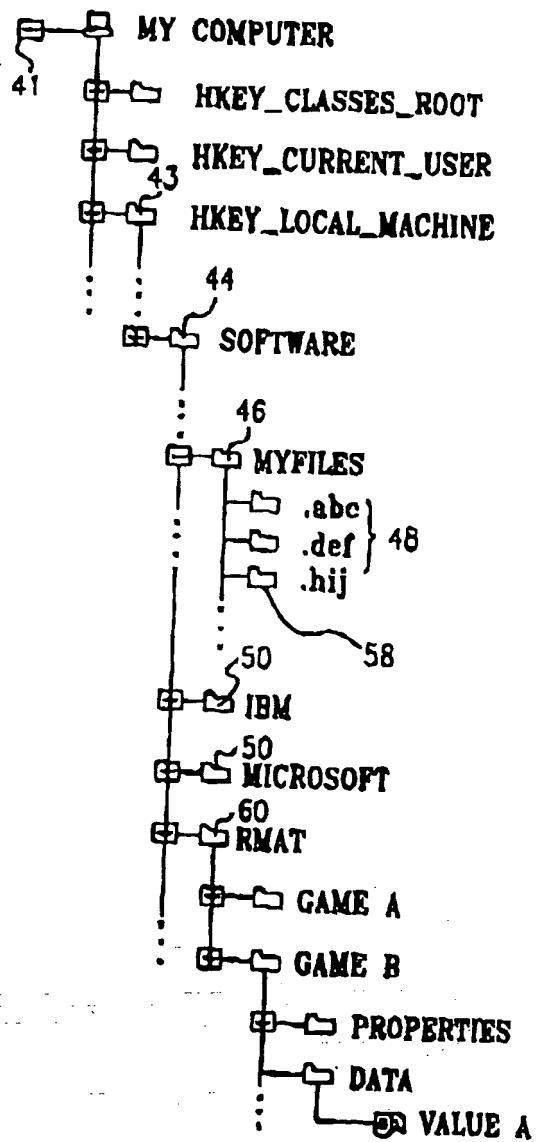 MY COMPUTER
41
HKEY_CLASSES_ROOT
HKEY_CURRENT_USER
43
HKEY_LOCAL_MACHINE
44
SOFTWARE
46
MYFILES
.abc
.def
48
.hij
58
50
IBM
50
MICROSOFT
60
RMAT
GAME A
GAME B
PROPERTIES
DATA
VALUE A